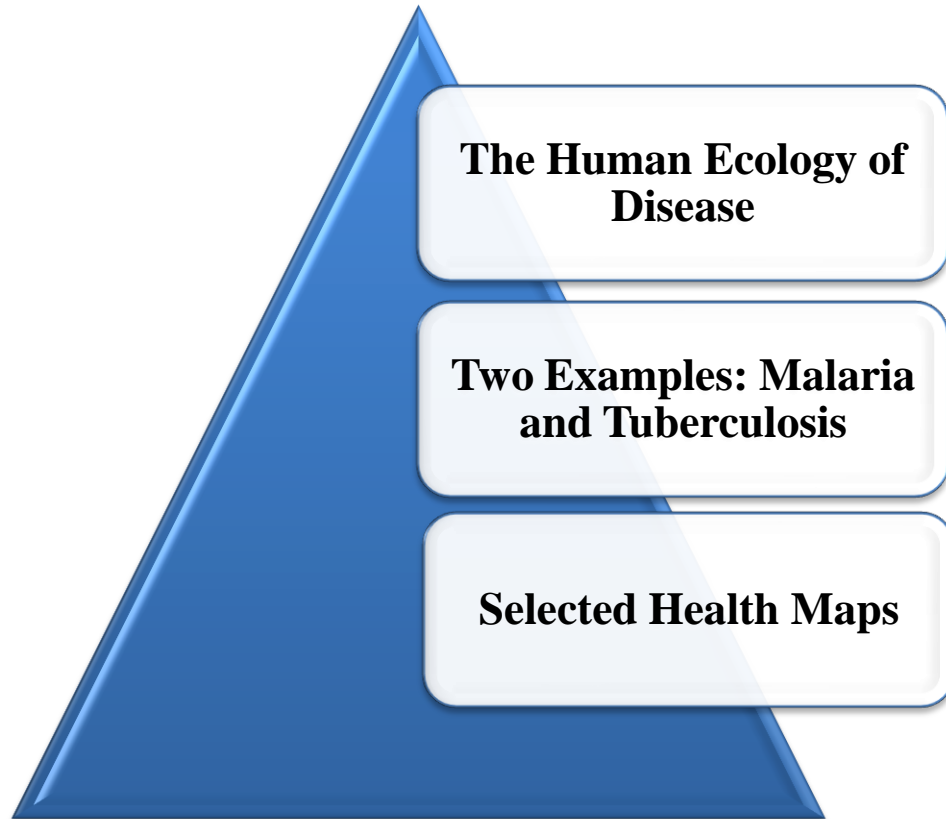 The Human Ecology of
Disease
Two Examples: Malaria
and Tuberculosis
Selected Health Maps